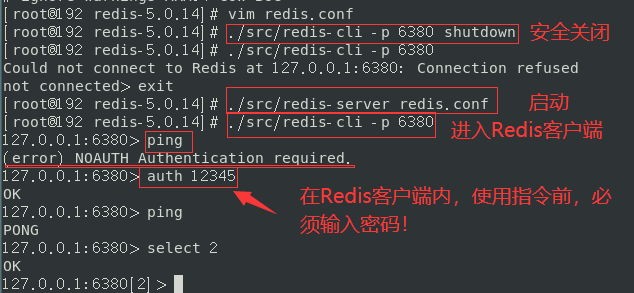 [root@192 redis-5.0.14]# vim redis.conf
[root@192 redis-5.0.14]# ./src/redis-cli -p 6380 shutdown 安全关闭
[root@192 redis-5.0.14]# ./src/redis-cli -p 6380
Could not connect to Redis at 127.0.0.1:6380: Connection refused
not connected> exit
[root@192 redis-5.0.14]# ./src/redis-server redis.conf 启动
[root@192 redis-5.0.14]# ./src/redis-cli -p 6380 进入Redis客户端
127.0.0.1:6380> ping
(error) NOAUTH Authentication required.
127.0.0.1:6380> auth 12345
OK
在Redis客户端内，使用指令前，必
须输入密码！
127.0.0.1:6380> ping
PONG
127.0.0.1:6380> select 2
OK
127.0.0.1:6380[2]>